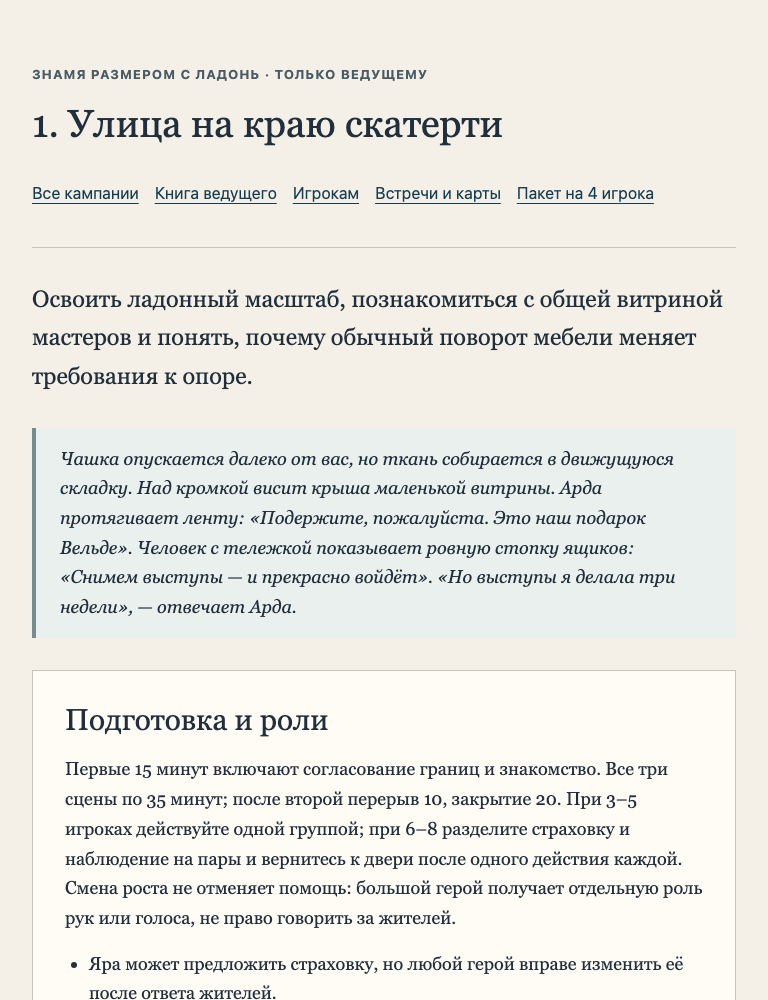 ЗНАМЯ РАЗМЕРОМ С ЛАДОНЬ · ТОЛЬКО ВЕДУЩЕМУ
1. Улица на краю скатерти
Все кампании Книга ведущего Игрокам Встречи и карты Пакет на 4 игрока
Освоить ладонный масштаб, познакомиться с общей витриной
мастеров и понять, почему обычный поворот мебели меняет
требования к опоре.
Чашка опускается далеко от вас, но ткань собирается в движущуюся
складку. Над кромкой висит крыша маленькой витрины. Арда
протягивает ленту: «Подержите, пожалуйста. Это наш подарок
Вельде». Человек с тележкой показывает ровную стопку ящиков:
«Снимем выступы — и прекрасно войдёт». «Но выступы я делала три
недели», — отвечает Арда.
Подготовка и роли
Первые 15 минут включают согласование границ и знакомство. Все три
сцены по 35 минут; после второй перерыв 10, закрытие 20. При 3–5
игроках действуйте одной группой; при 6–8 разделите страховку и
наблюдение на пары и вернитесь к двери после одного действия каждой.
Смена роста не отменяет помощь: большой герой получает отдельную роль
рук или голоса, не право говорить за жителей.
• Яра может предложить страховку, но любой герой вправе изменить её
после ответа жителей.